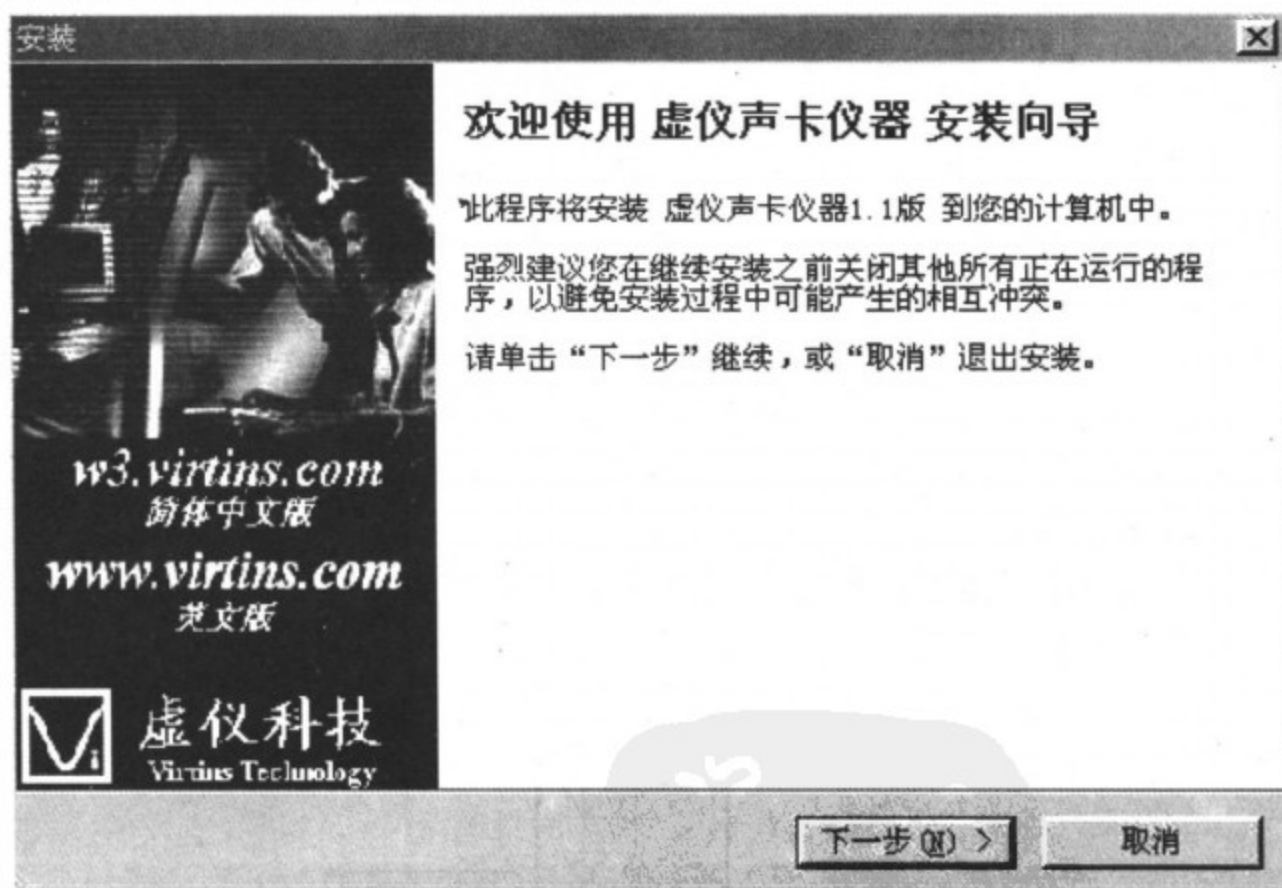 安装
欢迎使用 虚仪声卡仪器 安装向导
此程序将安装 虚仪声卡仪器1.1版 到您的计算机中。
强烈建议您在继续安装之前关闭其他所有正在运行的程
序，以避免安装过程中可能产生的相互冲突。
请单击“下一步”继续，或“取消”退出安装。
w3.virtins.com
简体中文版
www.virtins.com
英文版
虚仪科技
Virtins Technology
下一步(N) >
取消